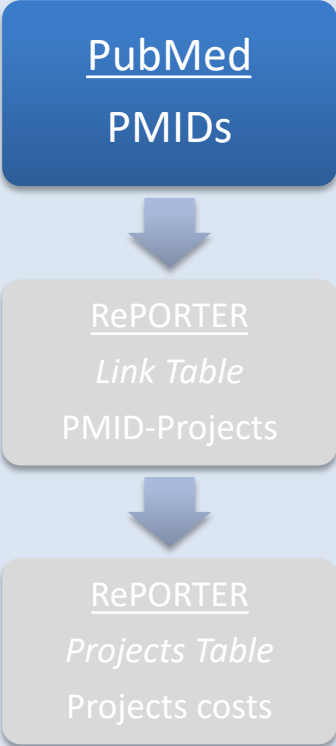 PubMed
PMIDs
RePORTER
Link Table
PMID-Projects
RePORTER
Projects Table
Projects costs